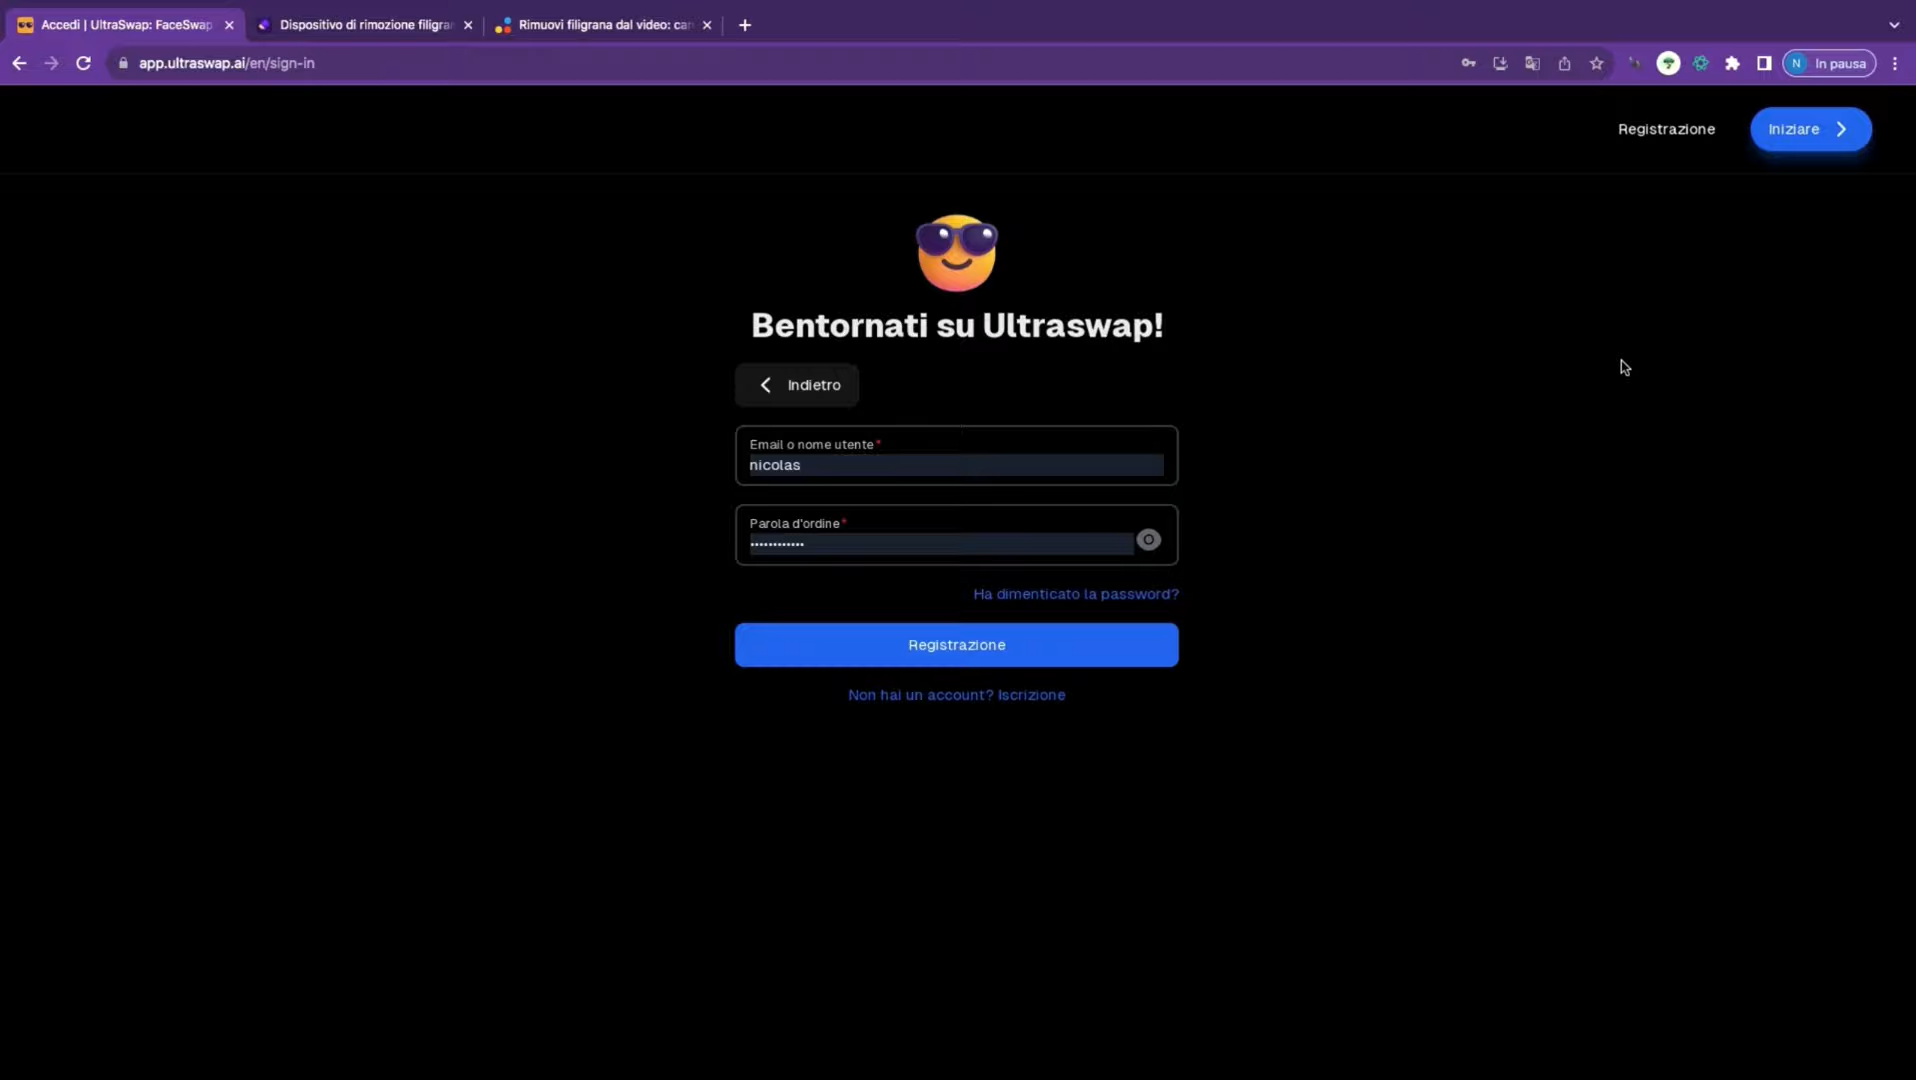 Accedi | UltraSwap: FaceSwap
Dispositivo di rimozione filigran
Rimuovi filigrana dal video: can
app.ultraswap.ai/en/sign-in
N In pausa
Registrazione
Iniziare
Bentornati su Ultraswap!
Indietro
Email o nome utente*
nicolas
Parola d'ordine*
••••••••••••
Ha dimenticato la password?
Registrazione
Non hai un account? Iscrizione